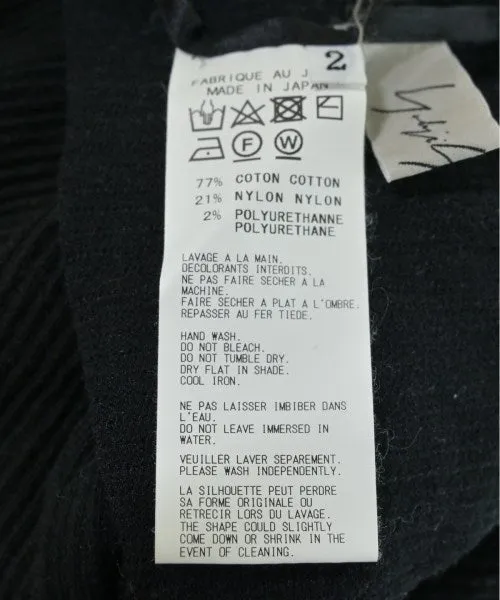 2
FABRIQUE AU J
MADE IN JAPAN
F W
77% COTON COTTON
21% NYLON NYLON
2% POLYURETHANNE
POLYURETHANE
LAVAGE A LA MAIN.
DECOLORANTS INTERDITS.
NE PAS FAIRE SECHER A LA
MACHINE.
FAIRE SECHER A PLAT A L'OMBRE.
REPASSER AU FER TIEDE.
HAND WASH.
DO NOT BLEACH.
DO NOT TUMBLE DRY.
DRY FLAT IN SHADE.
COOL IRON.
NE PAS LAISSER IMBIBER DANS
L'EAU.
DO NOT LEAVE IMMERSED IN
WATER.
VEUILLER LAVER SEPAREMENT.
PLEASE WASH INDEPENDENTLY.
LA SILHOUETTE PEUT PERDRE
SA FORME ORIGINALE OU
RETRECIR LORS DU LAVAGE.
THE SHAPE COULD SLIGHTLY
COME DOWN OR SHRINK IN THE
EVENT OF CLEANING.